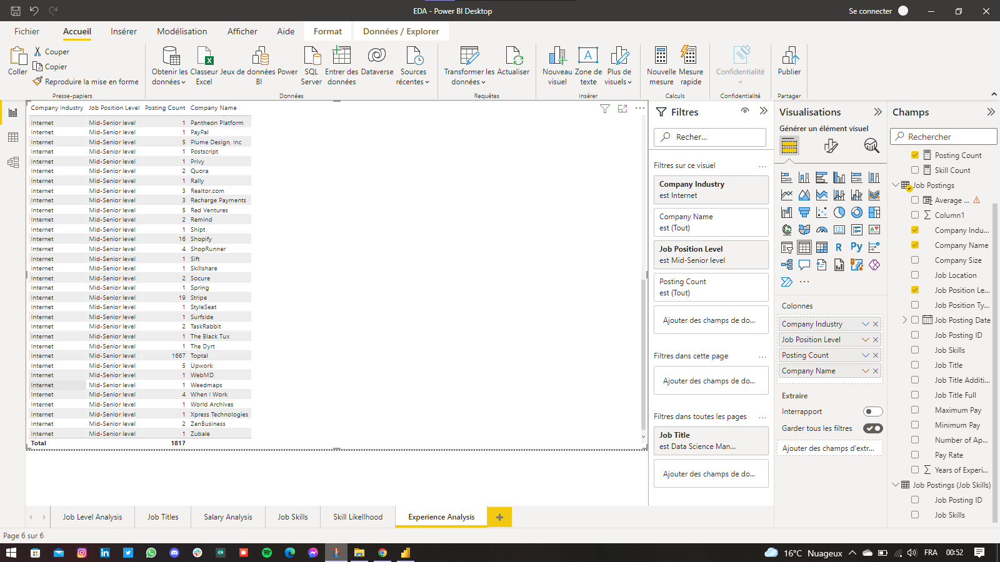 EDA - Power BI Desktop
Se connecter
Fichier
Accueil
Insérer
Modélisation
Afficher
Aide
Format
Données / Explorer
Coller
Couper
Copier
Reproduire la mise en forme
Presse-papiers
Obtenir les données
Classeur Excel
Jeux de données Power BI
SQL Server
Entrer des données
Dataverse
Sources récentes
Données
Transformer les données
Actualiser
Requêtes
Nouveau visuel
Zone de texte
Plus de visuels
Insérer
Nouvelle mesure
Mesure rapide
Calculs
Confidentialité
Confidentialité
Publier
Partager
Company Industry Job Position Level Posting Count Company Name
Internet Mid-Senior level 1 Pantheon Platform
Internet Mid-Senior level 1 PayPal
Internet Mid-Senior level 5 Plume Design, Inc
Internet Mid-Senior level 1 Postscript
Internet Mid-Senior level 1 Privy
Internet Mid-Senior level 2 Quora
Internet Mid-Senior level 1 Rally
Internet Mid-Senior level 3 Realtor.com
Internet Mid-Senior level 3 Recharge Payments
Internet Mid-Senior level 5 Red Ventures
Internet Mid-Senior level 2 Remind
Internet Mid-Senior level 1 Shipt
Internet Mid-Senior level 16 Shopify
Internet Mid-Senior level 4 ShopRunner
Internet Mid-Senior level 1 Sift
Internet Mid-Senior level 1 Skillshare
Internet Mid-Senior level 2 Socure
Internet Mid-Senior level 1 Spring
Internet Mid-Senior level 19 Stripe
Internet Mid-Senior level 1 StyleSeat
Internet Mid-Senior level 1 Surfside
Internet Mid-Senior level 2 TaskRabbit
Internet Mid-Senior level 1 The Black Tux
Internet Mid-Senior level 1 The Dyrt
Internet Mid-Senior level 1667 Toptal
Internet Mid-Senior level 5 Upwork
Internet Mid-Senior level 1 WebMD
Internet Mid-Senior level 1 Weedmaps
Internet Mid-Senior level 4 When I Work
Internet Mid-Senior level 1 World Archives
Internet Mid-Senior level 1 Xpress Technologies
Internet Mid-Senior level 2 ZenBusiness
Internet Mid-Senior level 1 Zubale
Total 1817
Filtres
Recher...
Filtres sur ce visuel ...
Company Industry
est Internet
Company Name
est (Tout)
Job Position Level
est Mid-Senior level
Posting Count
est (Tout)
Ajouter des champs de do...
Filtres dans cette page ...
Ajouter des champs de do...
Filtres dans toutes les pages ...
Job Title
est Data Science Man...
Ajouter des champs de do...
Visualisations
Générer un élément visuel
123
R
Py
...
Colonnes
Company Industry
Job Position Level
Posting Count
Company Name
Extraire
Interrapport
Garder tous les filtres
Ajouter des champs d'extr...
Champs
Rechercher
Posting Count
Skill Count
Job Postings
Average ...
Column1
Company Indu...
Company Name
Company Size
Job Location
Job Position Le...
Job Position Ty...
Job Posting Date
Job Posting ID
Job Skills
Job Title
Job Title Additi...
Job Title Full
Maximum Pay
Minimum Pay
Number of Ap...
Pay Rate
Years of Experi...
Job Postings (Job Skills)
Job Posting ID
Job Skills
Job Level Analysis
Job Titles
Salary Analysis
Job Skills
Skill Likelihood
Experience Analysis
Page 6 sur 6
16°C Nuageux
FRA
00:52